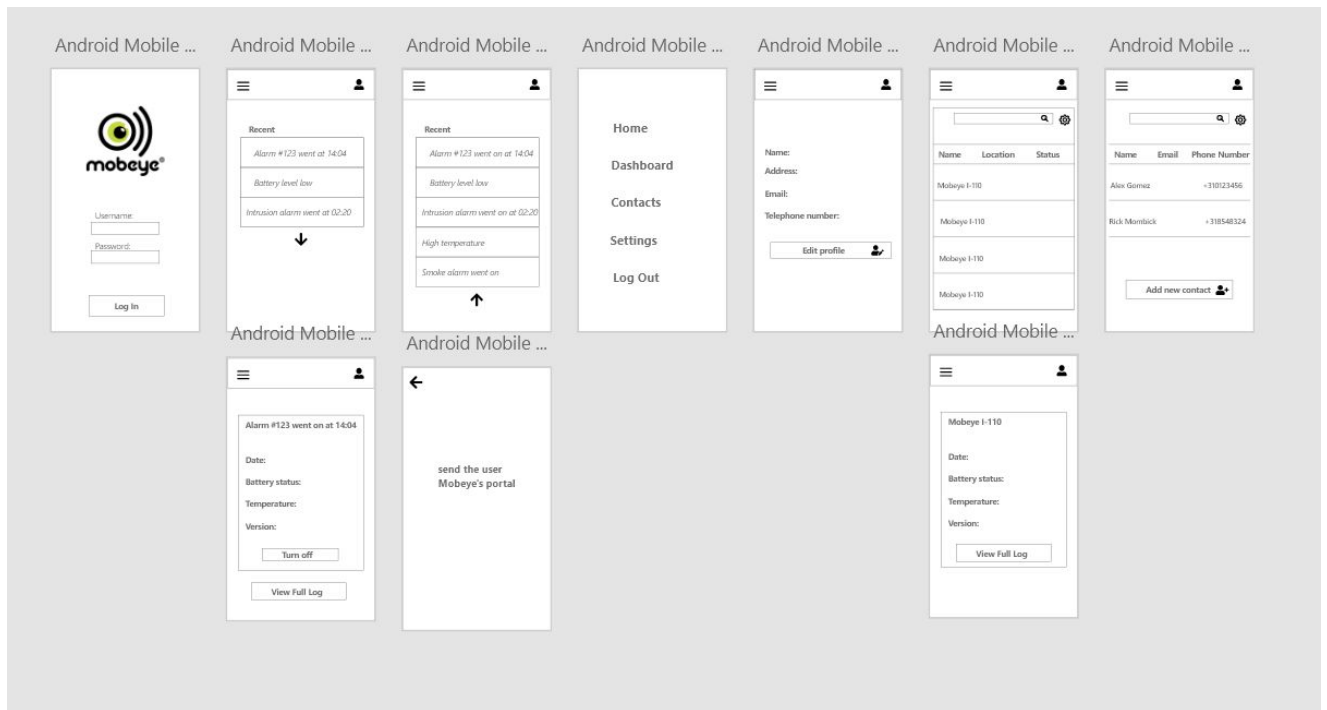 Android Mobile ...
mobeye®
Username:
Password:
Log In
Android Mobile ...
Recent
Alarm #123 went at 14:04
Battery level low
Intrusion alarm went at 02:20
Android Mobile ...
Recent
Alarm #123 went on at 14:04
Battery level low
Intrusion alarm went on at 02:20
High temperature
Smoke alarm went on
Android Mobile ...
Home
Dashboard
Contacts
Settings
Log Out
Android Mobile ...
Name:
Address:
Email:
Telephone number:
Edit profile
Android Mobile ...
Name Location Status
Mobeye I-110
Mobeye I-110
Mobeye I-110
Mobeye I-110
Android Mobile ...
Name Email Phone Number
Alex Gomez +310123456
Rick Mombick +318548324
Add new contact
Android Mobile ...
Alarm #123 went on at 14:04
Date:
Battery status:
Temperature:
Version:
Turn off
View Full Log
Android Mobile ...
send the user
Mobeye's portal
Android Mobile ...
Mobeye I-110
Date:
Battery status:
Temperature:
Version:
View Full Log